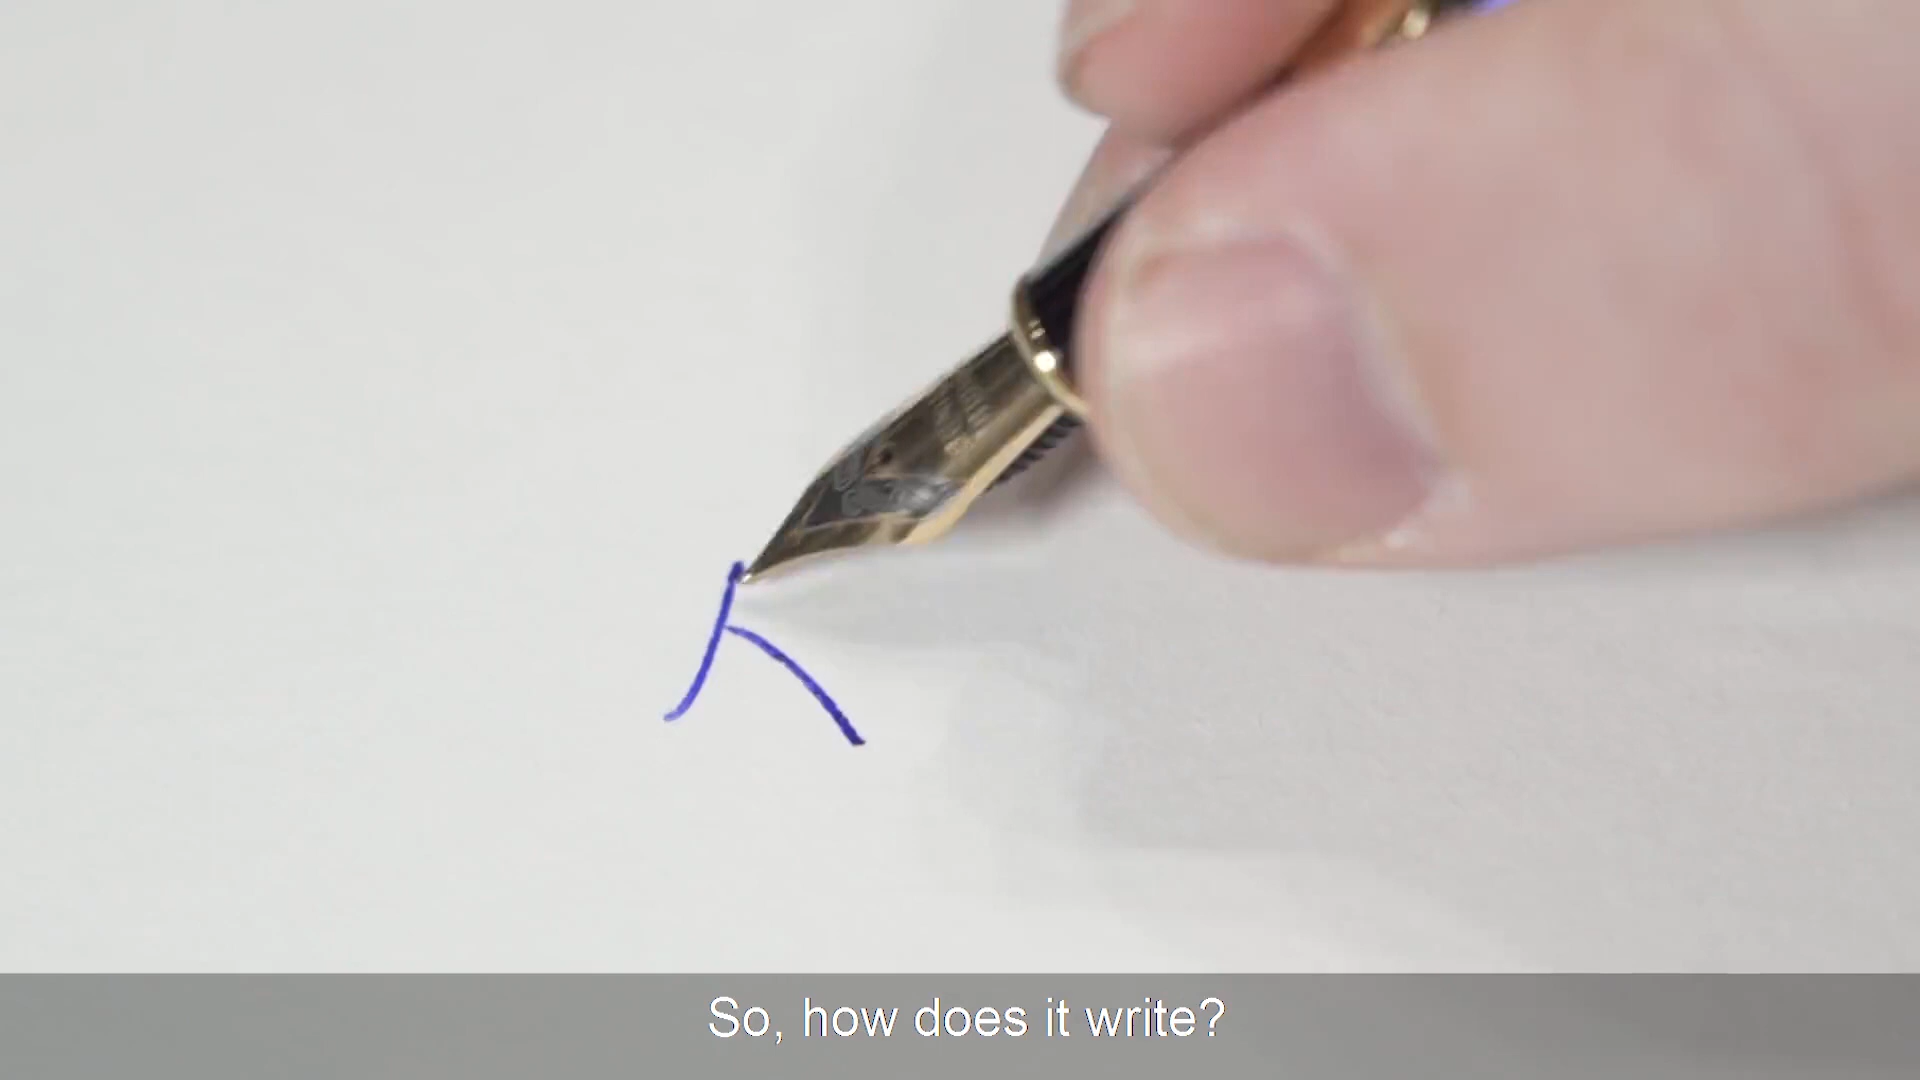 So, how does it write?